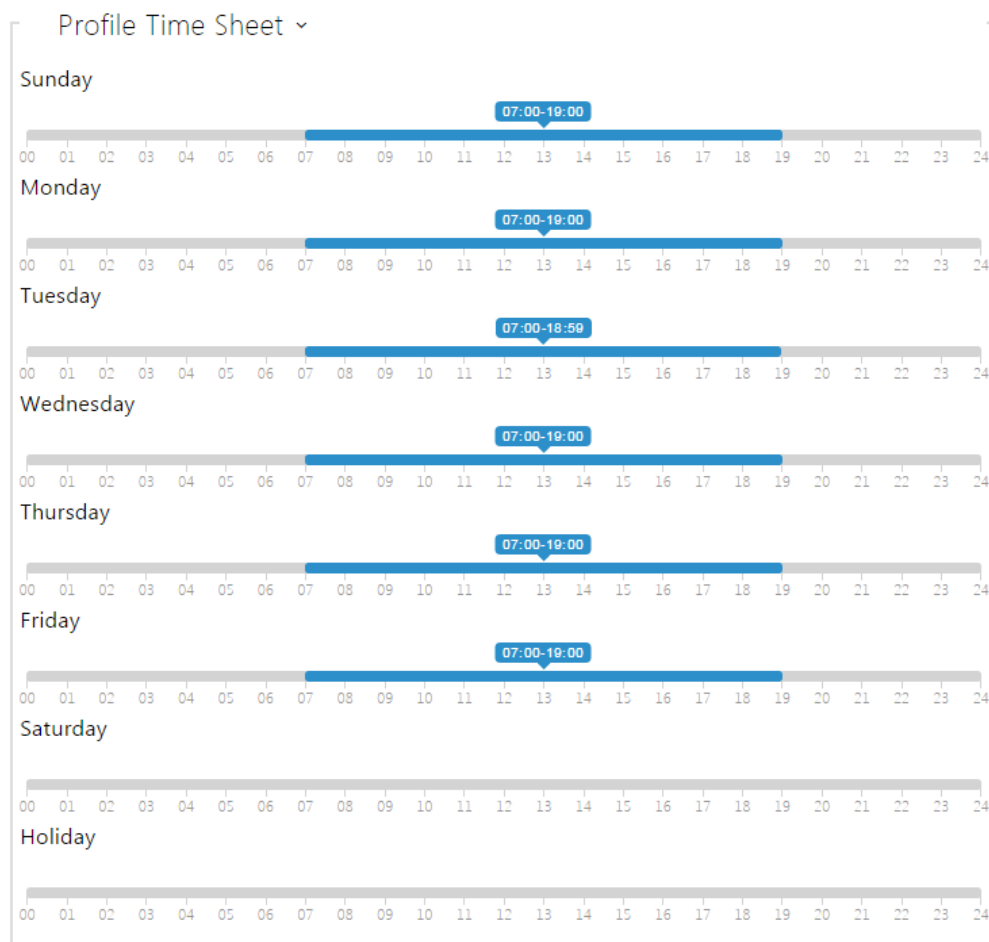 Profile Time Sheet
Sunday
07:00-19:00
00 01 02 03 04 05 06 07 08 09 10 11 12 13 14 15 16 17 18 19 20 21 22 23 24
Monday
07:00-19:00
00 01 02 03 04 05 06 07 08 09 10 11 12 13 14 15 16 17 18 19 20 21 22 23 24
Tuesday
07:00-18:59
00 01 02 03 04 05 06 07 08 09 10 11 12 13 14 15 16 17 18 19 20 21 22 23 24
Wednesday
07:00-19:00
00 01 02 03 04 05 06 07 08 09 10 11 12 13 14 15 16 17 18 19 20 21 22 23 24
Thursday
07:00-19:00
00 01 02 03 04 05 06 07 08 09 10 11 12 13 14 15 16 17 18 19 20 21 22 23 24
Friday
07:00-19:00
00 01 02 03 04 05 06 07 08 09 10 11 12 13 14 15 16 17 18 19 20 21 22 23 24
Saturday
00 01 02 03 04 05 06 07 08 09 10 11 12 13 14 15 16 17 18 19 20 21 22 23 24
Holiday
00 01 02 03 04 05 06 07 08 09 10 11 12 13 14 15 16 17 18 19 20 21 22 23 24